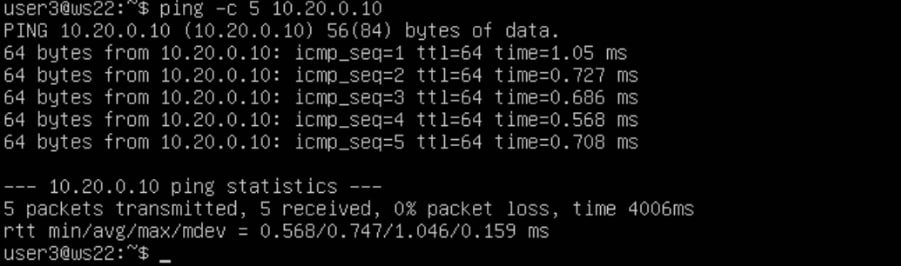 user3@ws22:~$ ping -c 5 10.20.0.10
PING 10.20.0.10 (10.20.0.10) 56(84) bytes of data.
64 bytes from 10.20.0.10: icmp_seq=1 ttl=64 time=1.05 ms
64 bytes from 10.20.0.10: icmp_seq=2 ttl=64 time=0.727 ms
64 bytes from 10.20.0.10: icmp_seq=3 ttl=64 time=0.686 ms
64 bytes from 10.20.0.10: icmp_seq=4 ttl=64 time=0.568 ms
64 bytes from 10.20.0.10: icmp_seq=5 ttl=64 time=0.708 ms

--- 10.20.0.10 ping statistics ---
5 packets transmitted, 5 received, 0% packet loss, time 4006ms
rtt min/avg/max/mdev = 0.568/0.747/1.046/0.159 ms
user3@ws22:~$ _